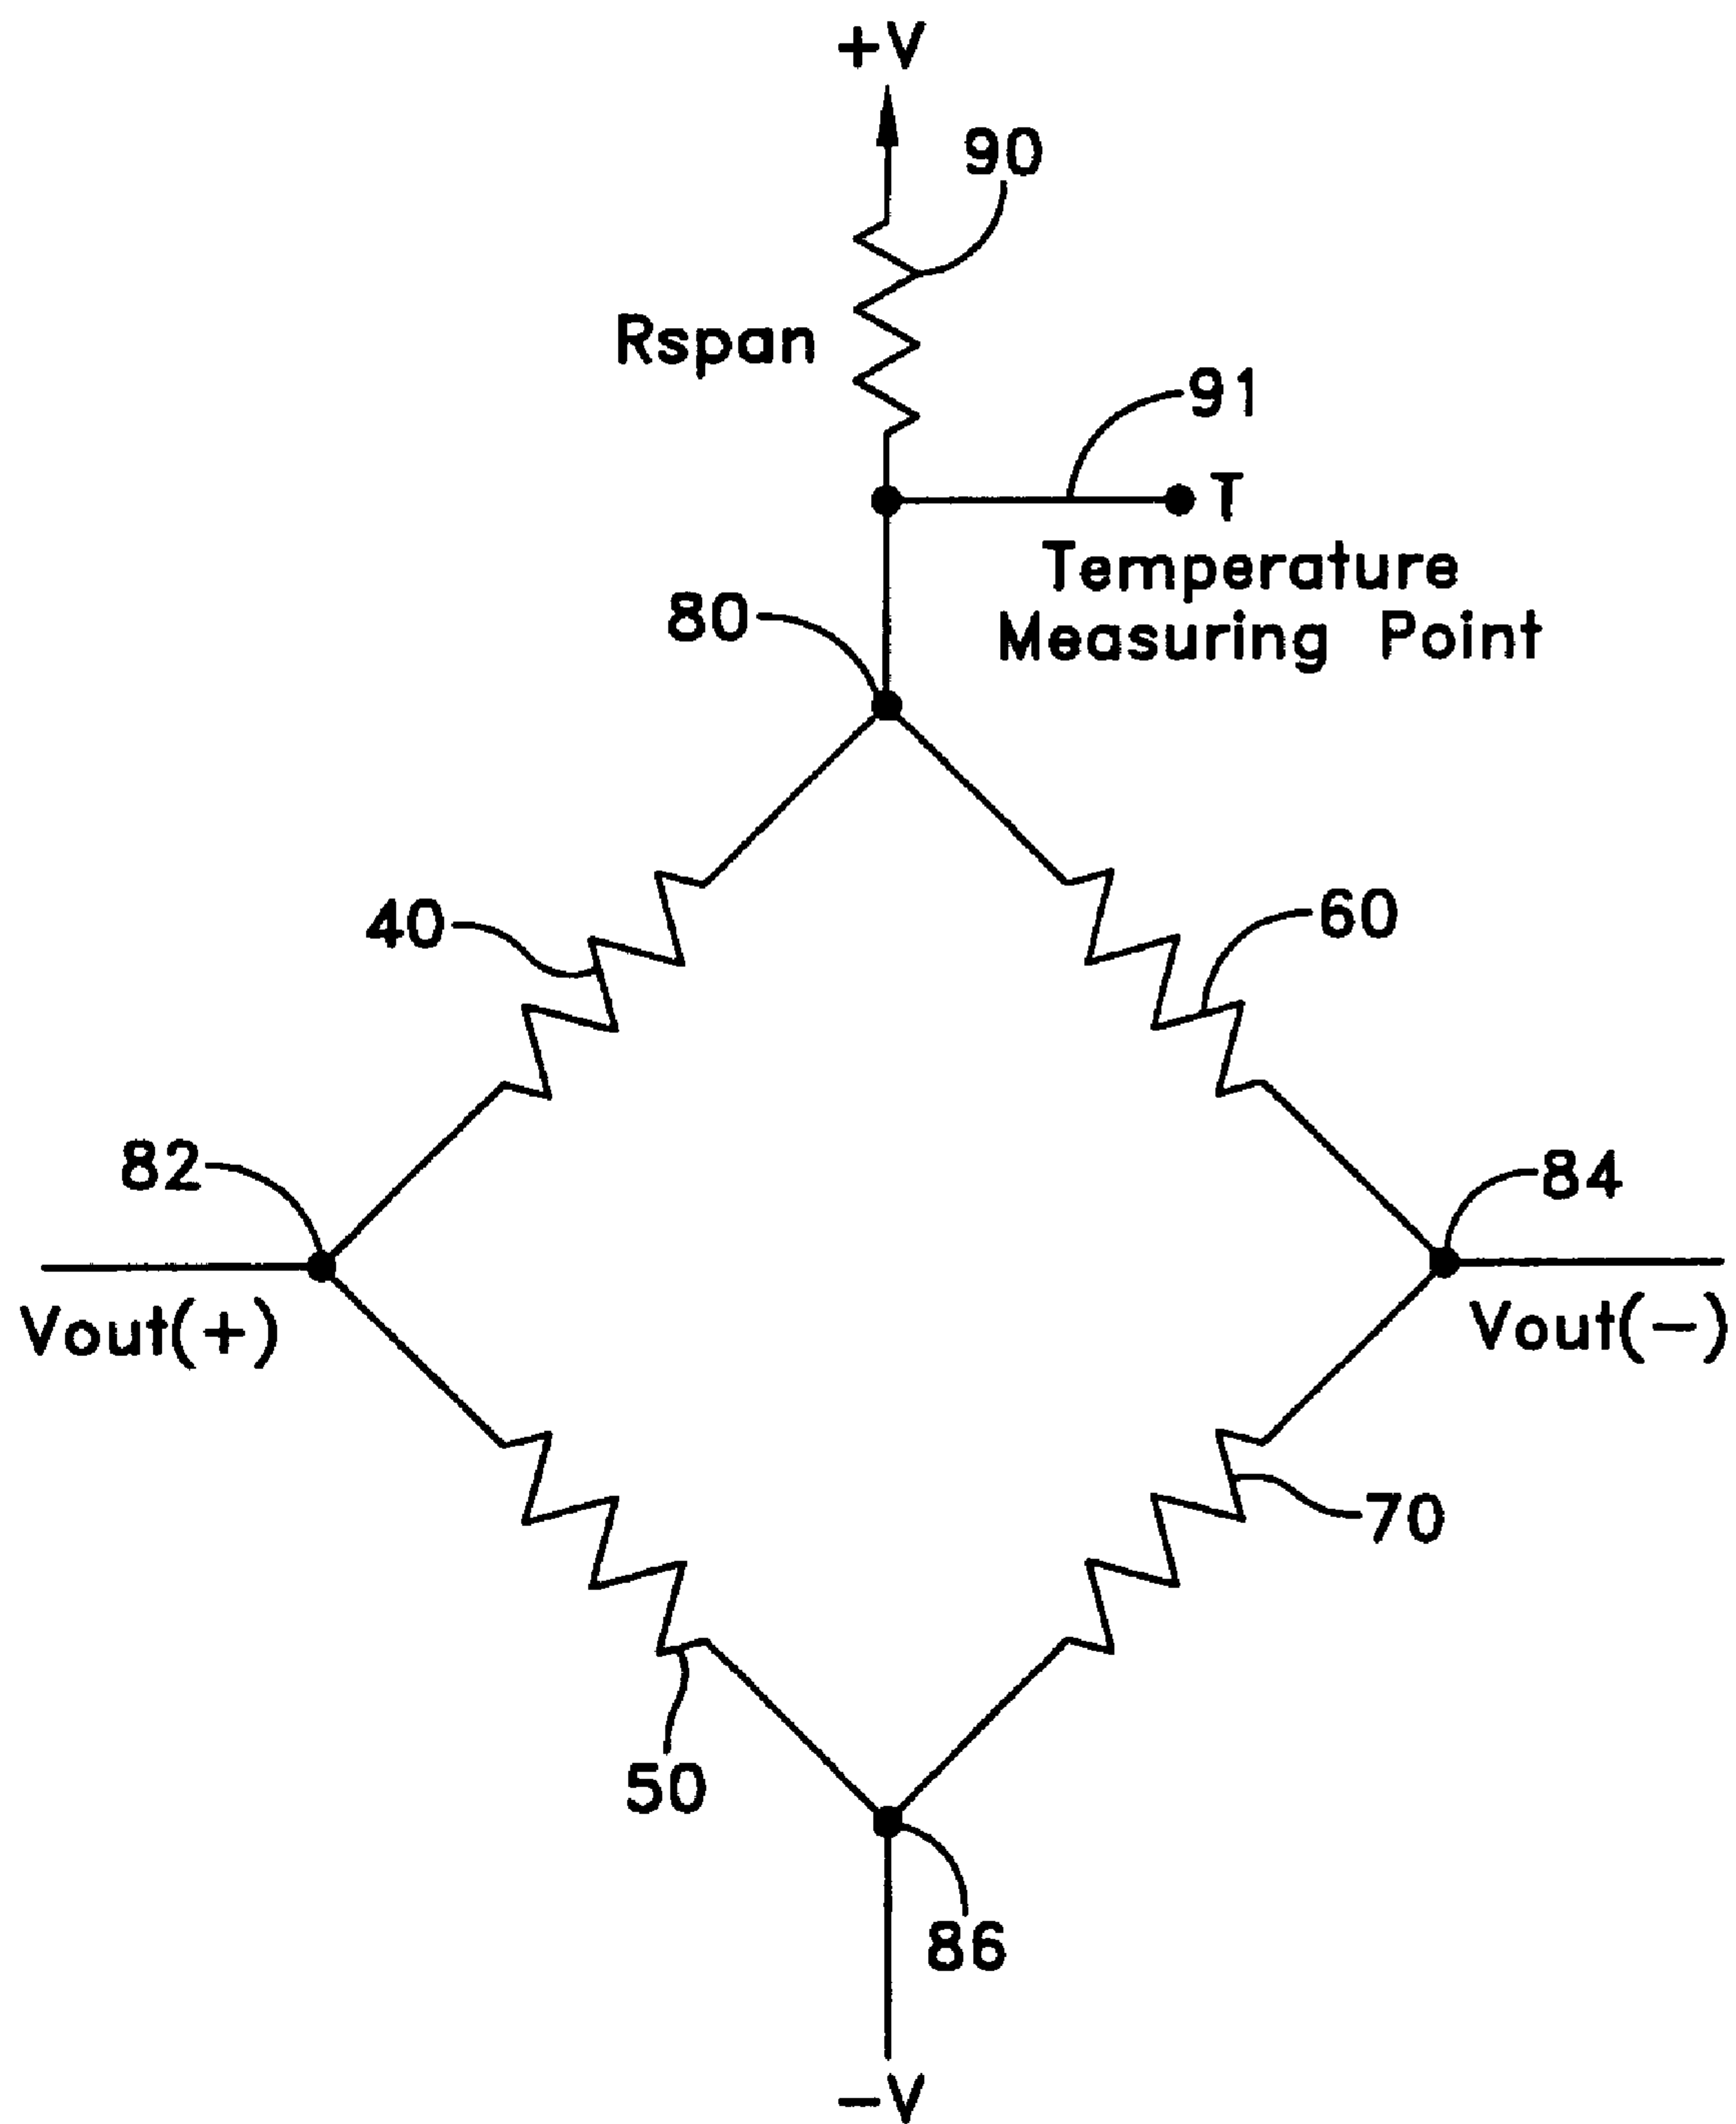 +V
90
Rspan
91
T
Temperature
Measuring Point
80
40
60
82
84
Vout(+)
Vout(−)
70
50
86
−V